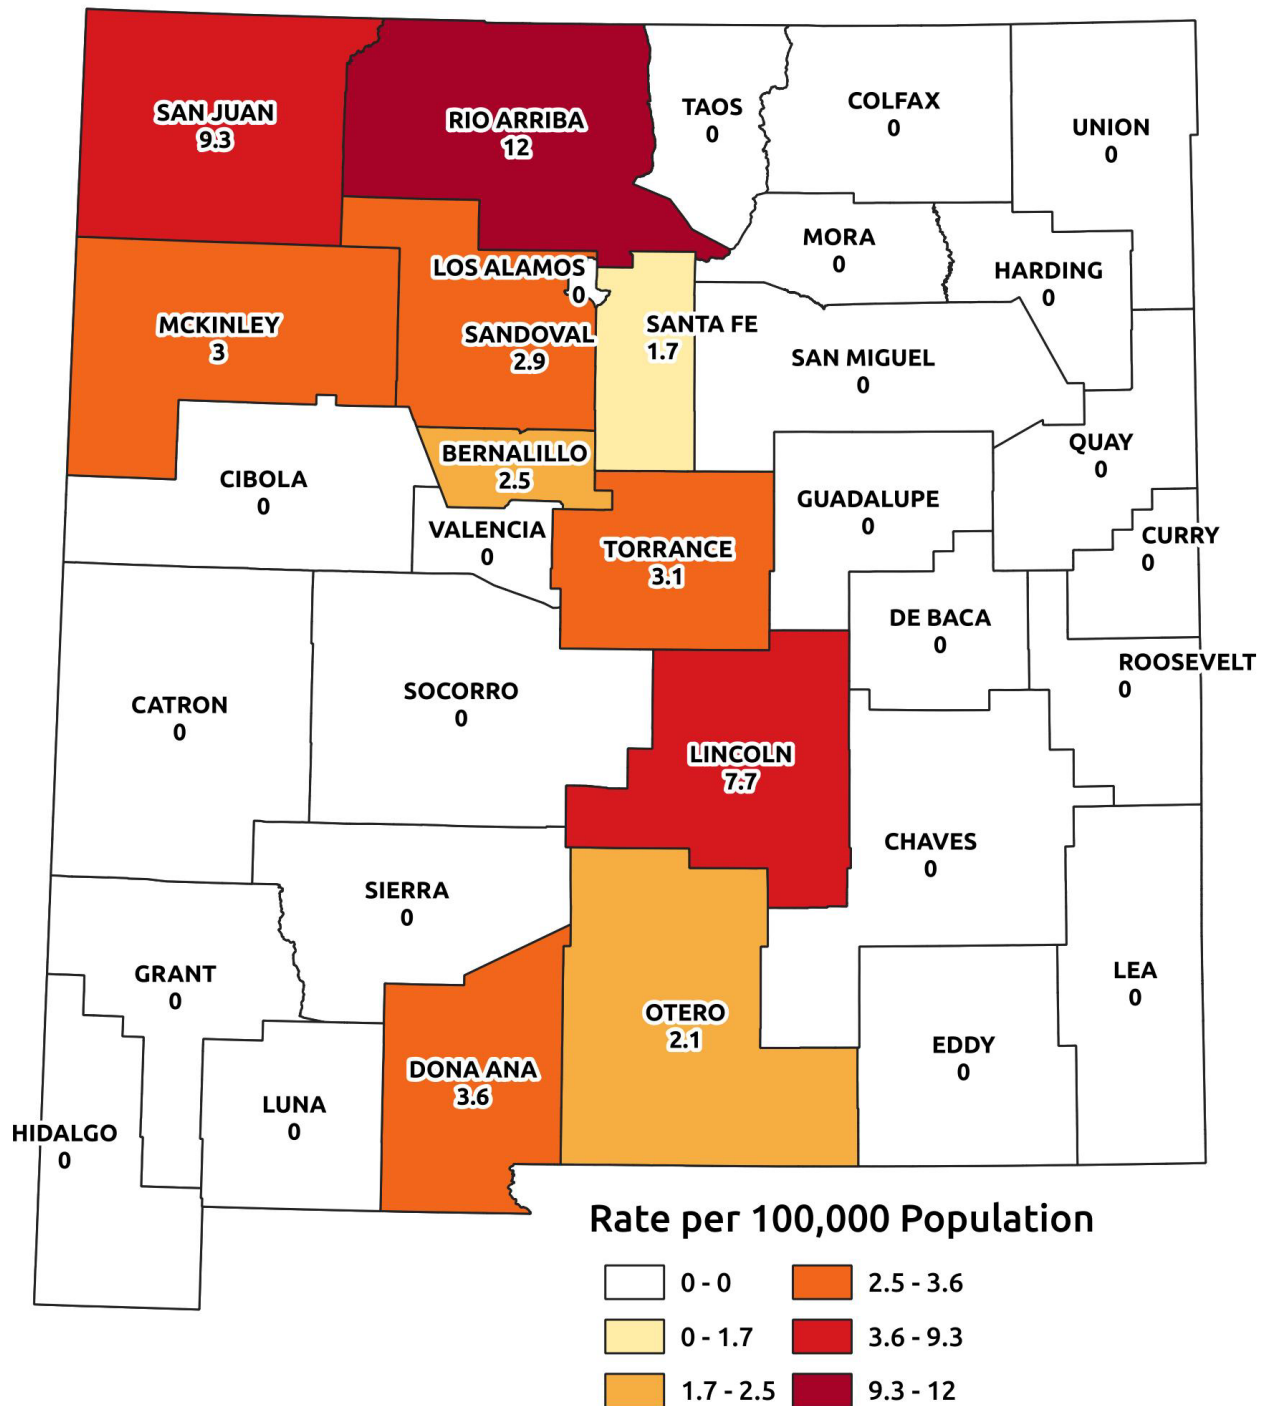 SAN JUAN
9.3
RIO ARRIBA
12
TAOS
0
COLFAX
0
UNION
0
MORA
0
HARDING
0
LOS ALAMOS
0
MCKINLEY
3
SANDOVAL
2.9
SANTA FE
1.7
SAN MIGUEL
0
QUAY
0
BERNALILLO
2.5
CIBOLA
0
GUADALUPE
0
VALENCIA
0
CURRY
0
TORRANCE
3.1
DE BACA
0
ROOSEVELT
0
CATRON
0
SOCORRO
0
LINCOLN
7.7
CHAVES
0
SIERRA
0
GRANT
0
LEA
0
OTERO
2.1
EDDY
0
DONA ANA
3.6
LUNA
0
HIDALGO
0
Rate per 100,000 Population
0 - 0
2.5 - 3.6
0 - 1.7
3.6 - 9.3
1.7 - 2.5
9.3 - 12